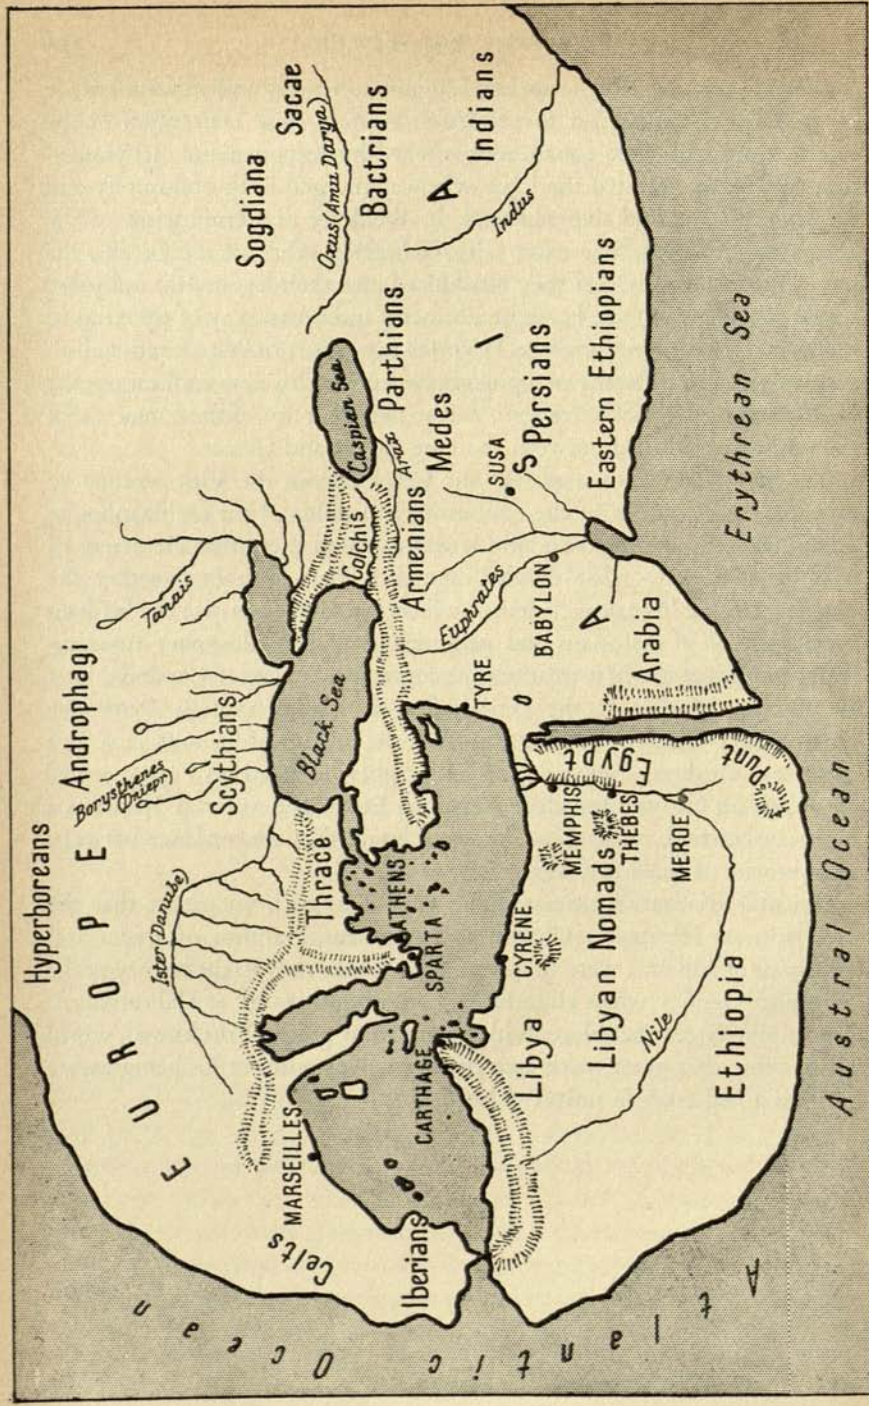 Hyperboreans
EUROPE
Androphagi
Borysthenes
(Dniepr)
Tanais
Scythians
Ister (Danube)
Sogdiana
Sacae
Oxus (Amu Darya)
Bactrians
ASIA
Indians
Indus
Caspian Sea
Parthians
Colchis
Arax
Black Sea
Armenians
Medes
Thrace
ATHENS
SPARTA
MARSEILLES
Celts
Iberians
CARTHAGE
TYRE
Euphrates
BABYLON
SUSA
Persians
Eastern Ethiopians
Erythrean Sea
Arabia
CYRENE
MEMPHIS
Egypt
THEBES
Punt
MEROE
Libya
Libyan Nomads
Nile
Ethiopia
Atlantic Ocean
Austral Ocean